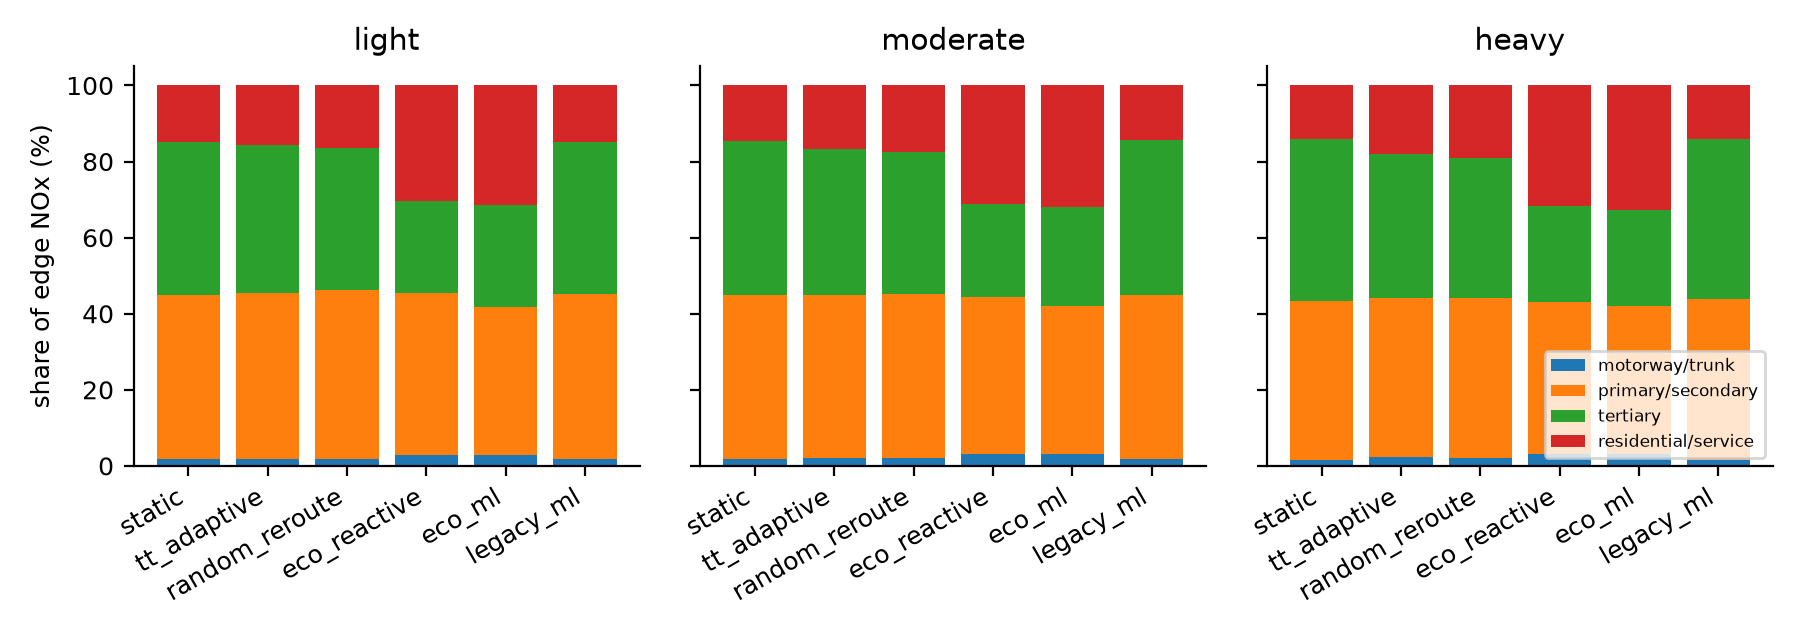 light
moderate
heavy
share of edge NOx (%)
100
80
60
40
20
0
motorway/trunk
primary/secondary
tertiary
residential/service
static
tt_adaptive
random_reroute
eco_reactive
eco_ml
legacy_ml
static
tt_adaptive
random_reroute
eco_reactive
eco_ml
legacy_ml
static
tt_adaptive
random_reroute
eco_reactive
eco_ml
legacy_ml